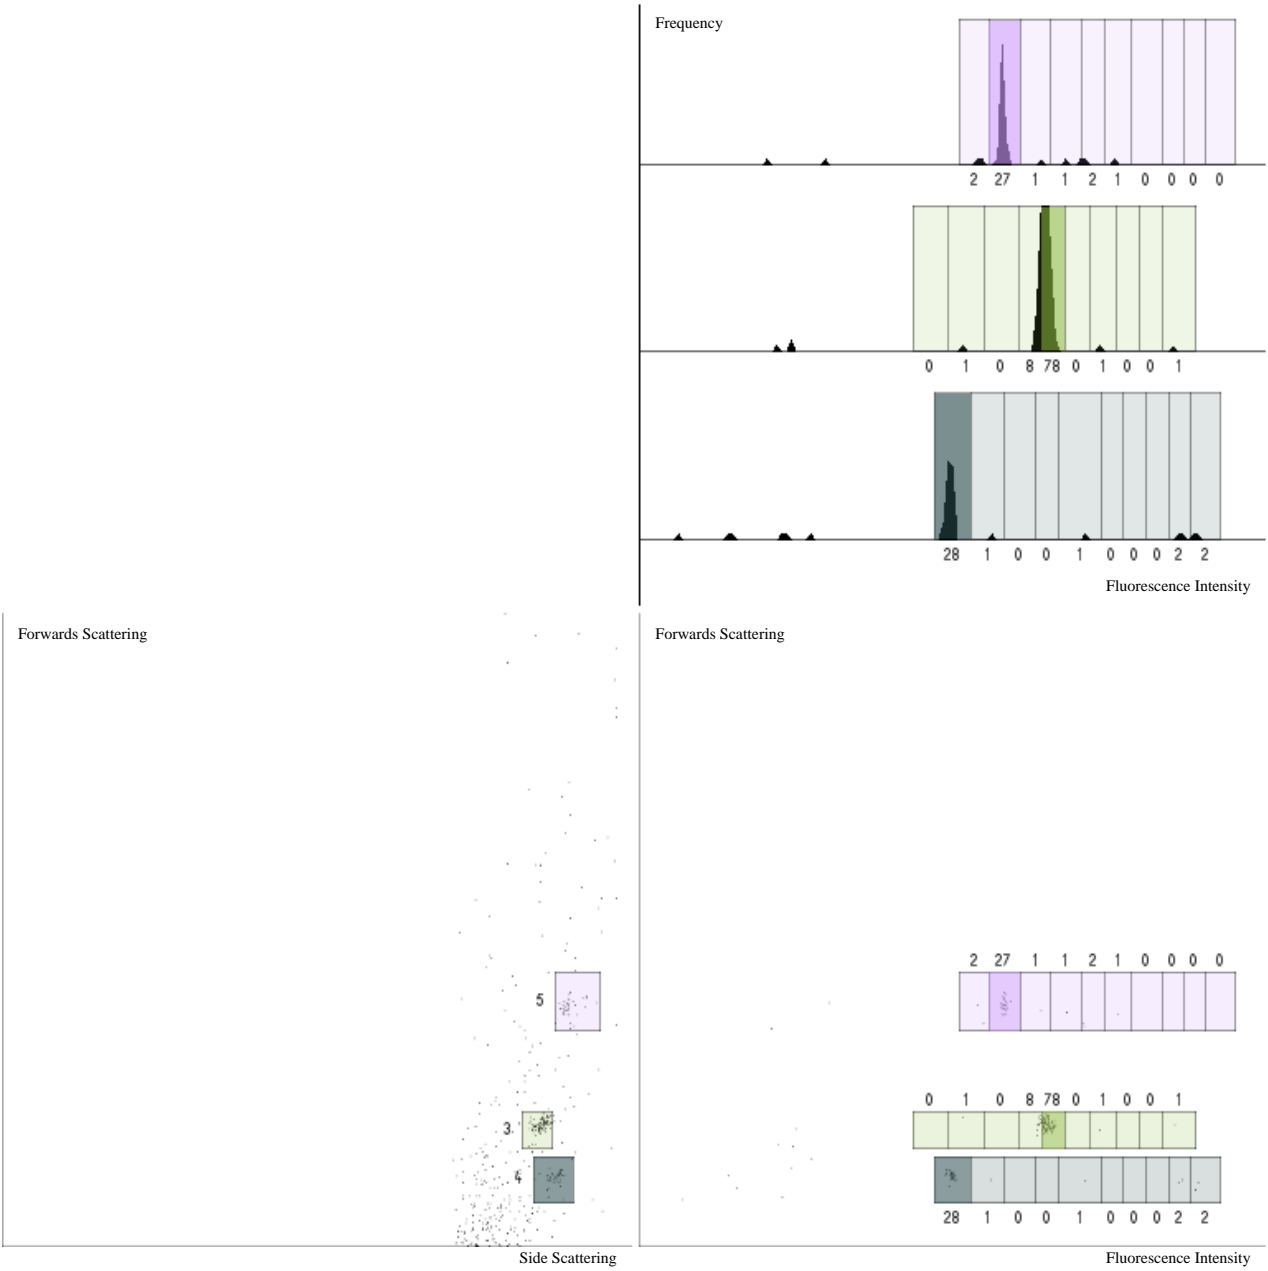 Frequency
2 27 1 1 2 1 0 0 0 0
0 1 0 8 78 0 1 0 0 1
28 1 0 0 1 0 0 0 2 2
Fluorescence Intensity
Forwards Scattering
5
3
4
Side Scattering
Forwards Scattering
2 27 1 1 2 1 0 0 0 0
0 1 0 8 78 0 1 0 0 1
28 1 0 0 1 0 0 0 2 2
Fluorescence Intensity